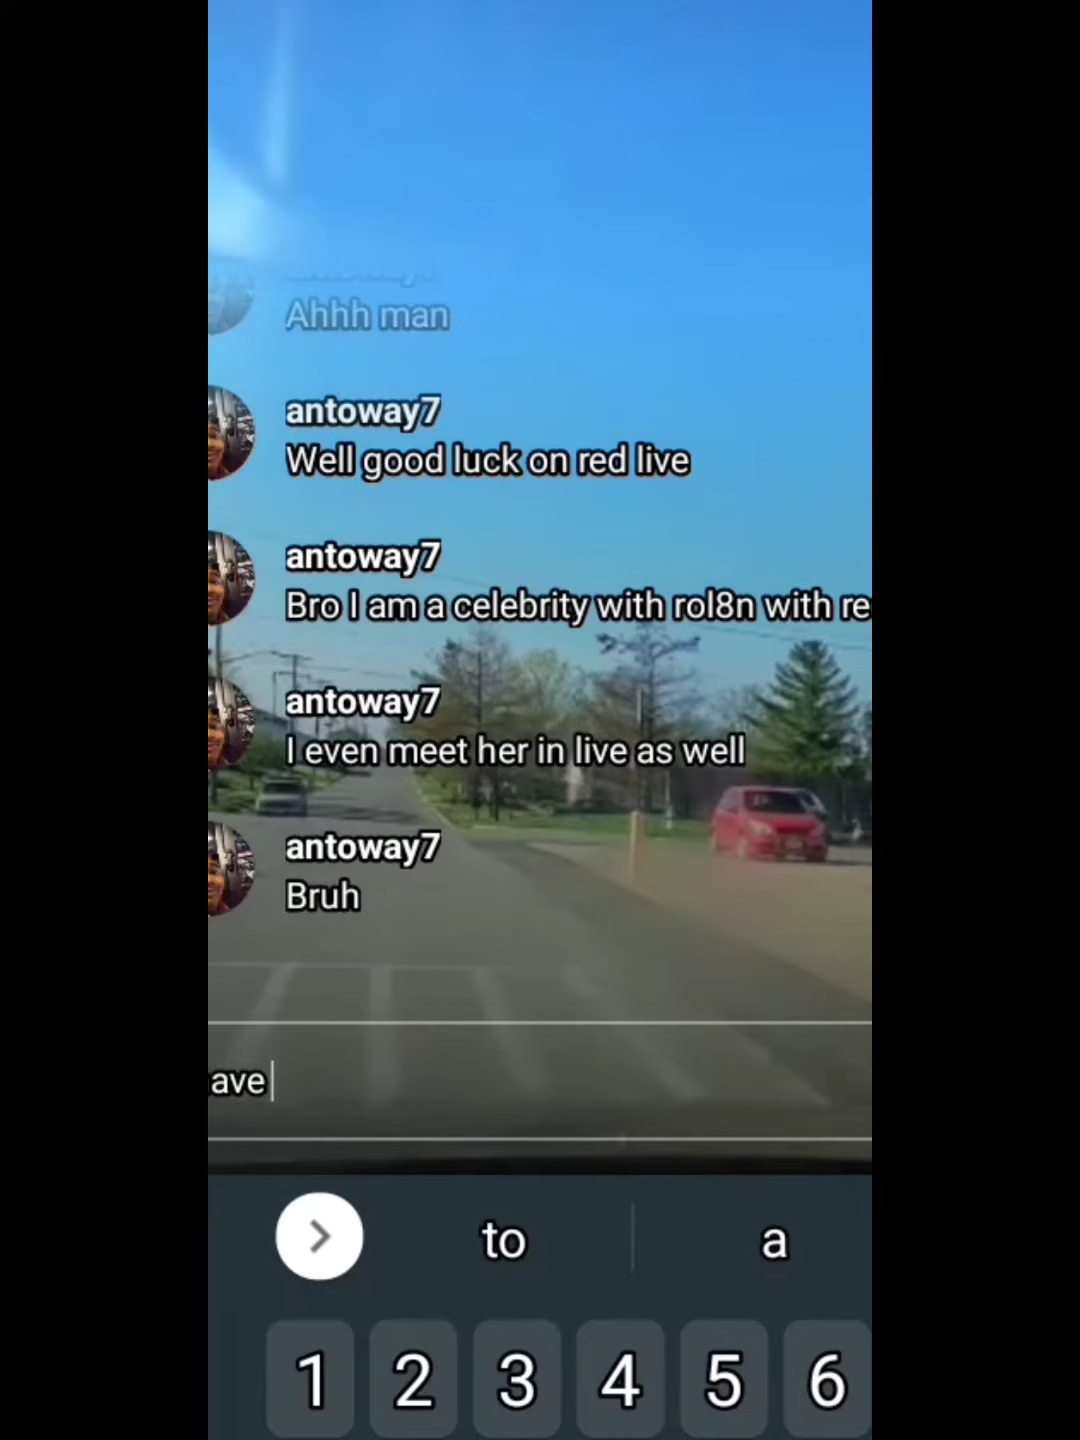 Ahhh man
antoway7
Well good luck on red live
antoway7
Bro I am a celebrity with rol8n with re
antoway7
I even meet her in live as well
antoway7
Bruh
ave
to
a
1 2 3 4 5 6